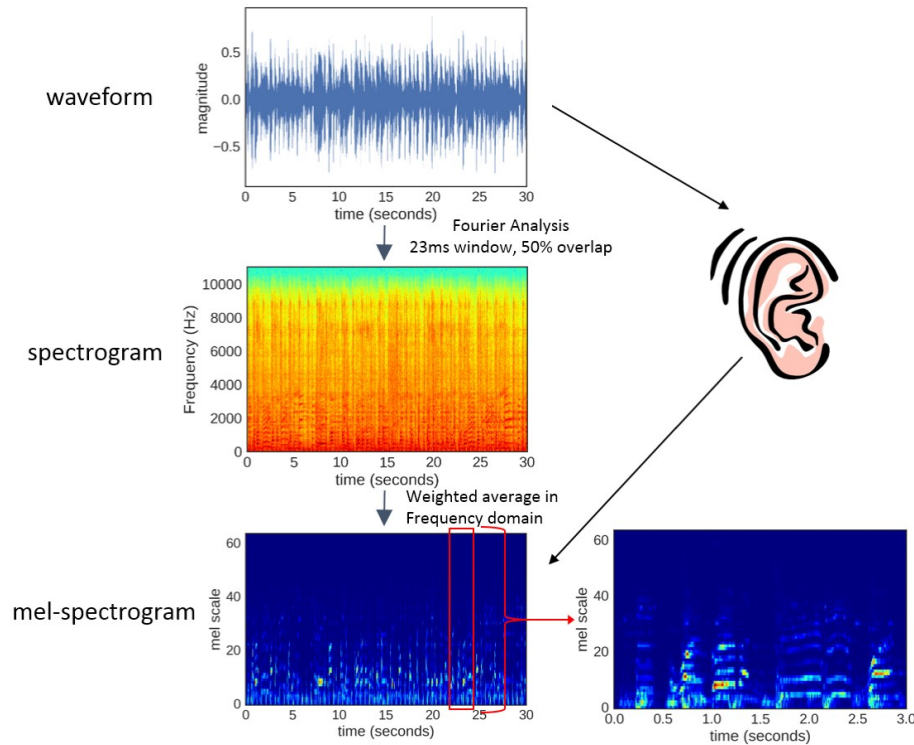 waveform
magnitude
0.5
0.0
−0.5
0 5 10 15 20 25 30
time (seconds)
Fourier Analysis
23ms window, 50% overlap
spectrogram
Frequency (Hz)
10000
8000
6000
4000
2000
0
0 5 10 15 20 25 30
time (seconds)
Weighted average in
Frequency domain
mel-spectrogram
mel scale
60
40
20
0
0 5 10 15 20 25 30
time (seconds)
mel scale
60
40
20
0
0.0 0.5 1.0 1.5 2.0 2.5 3.0
time (seconds)